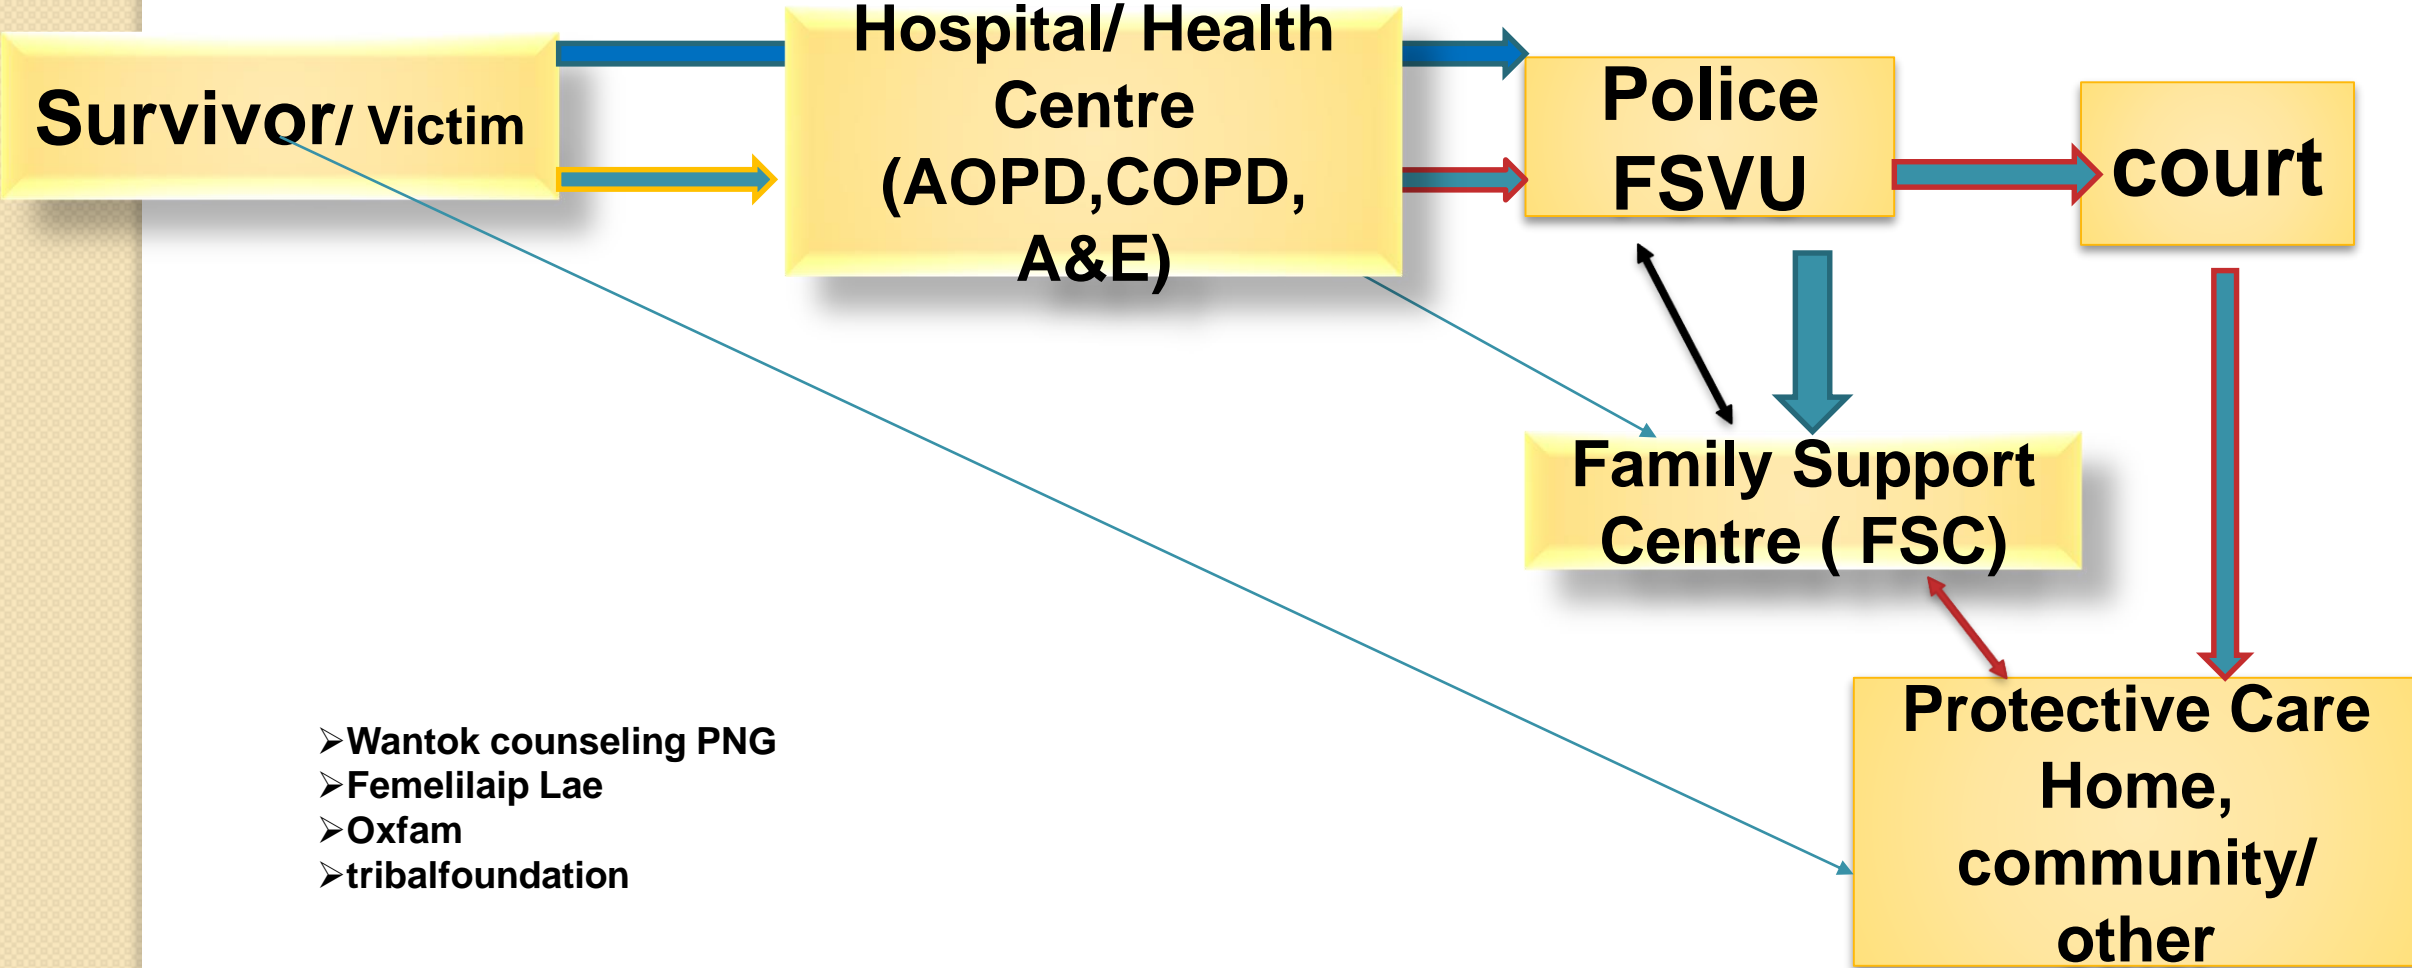 Survivor/ Victim
Hospital/ Health
Centre
(AOPD,COPD,
A&E)
Police
FSVU
court
Family Support
Centre ( FSC)
Protective Care
Home,
community/
other
➢Wantok counseling PNG
➢Femelilaip Lae
➢Oxfam
➢tribalfoundation